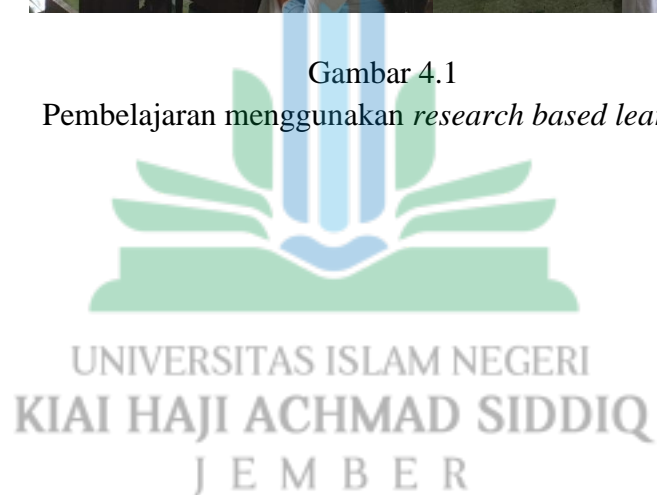 Gambar 4.1
Pembelajaran menggunakan research based lea
UNIVERSITAS ISLAM NEGERI
KIAI HAJI ACHMAD SIDDIQ
J E M B E R